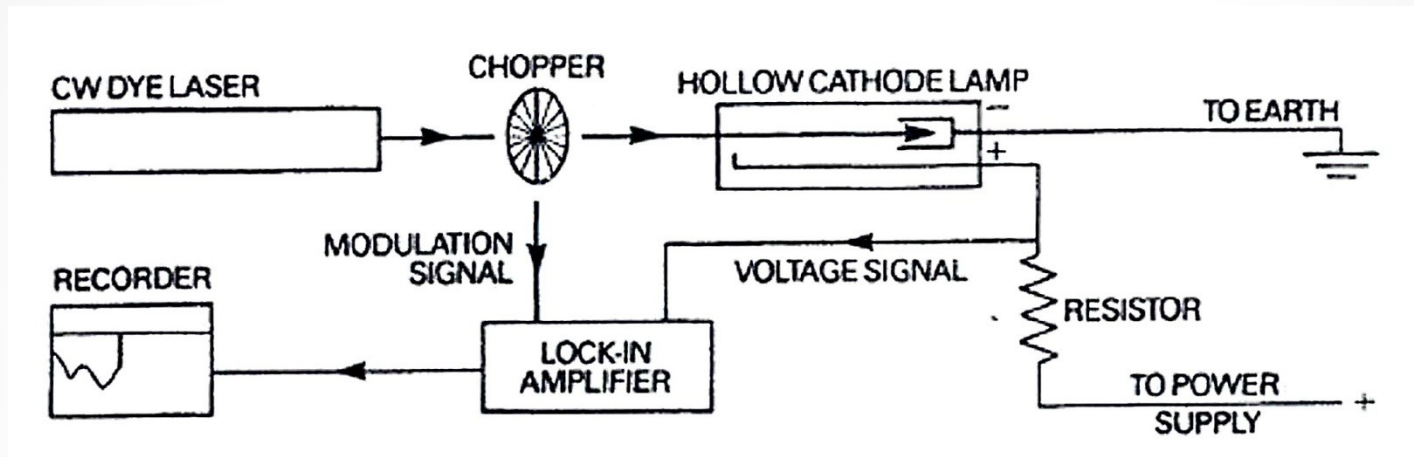 CW DYE LASER
CHOPPER
HOLLOW CATHODE LAMP
−
TO EARTH
+
MODULATION
SIGNAL
VOLTAGE SIGNAL
RECORDER
RESISTOR
LOCK-IN
AMPLIFIER
TO POWER
SUPPLY
+